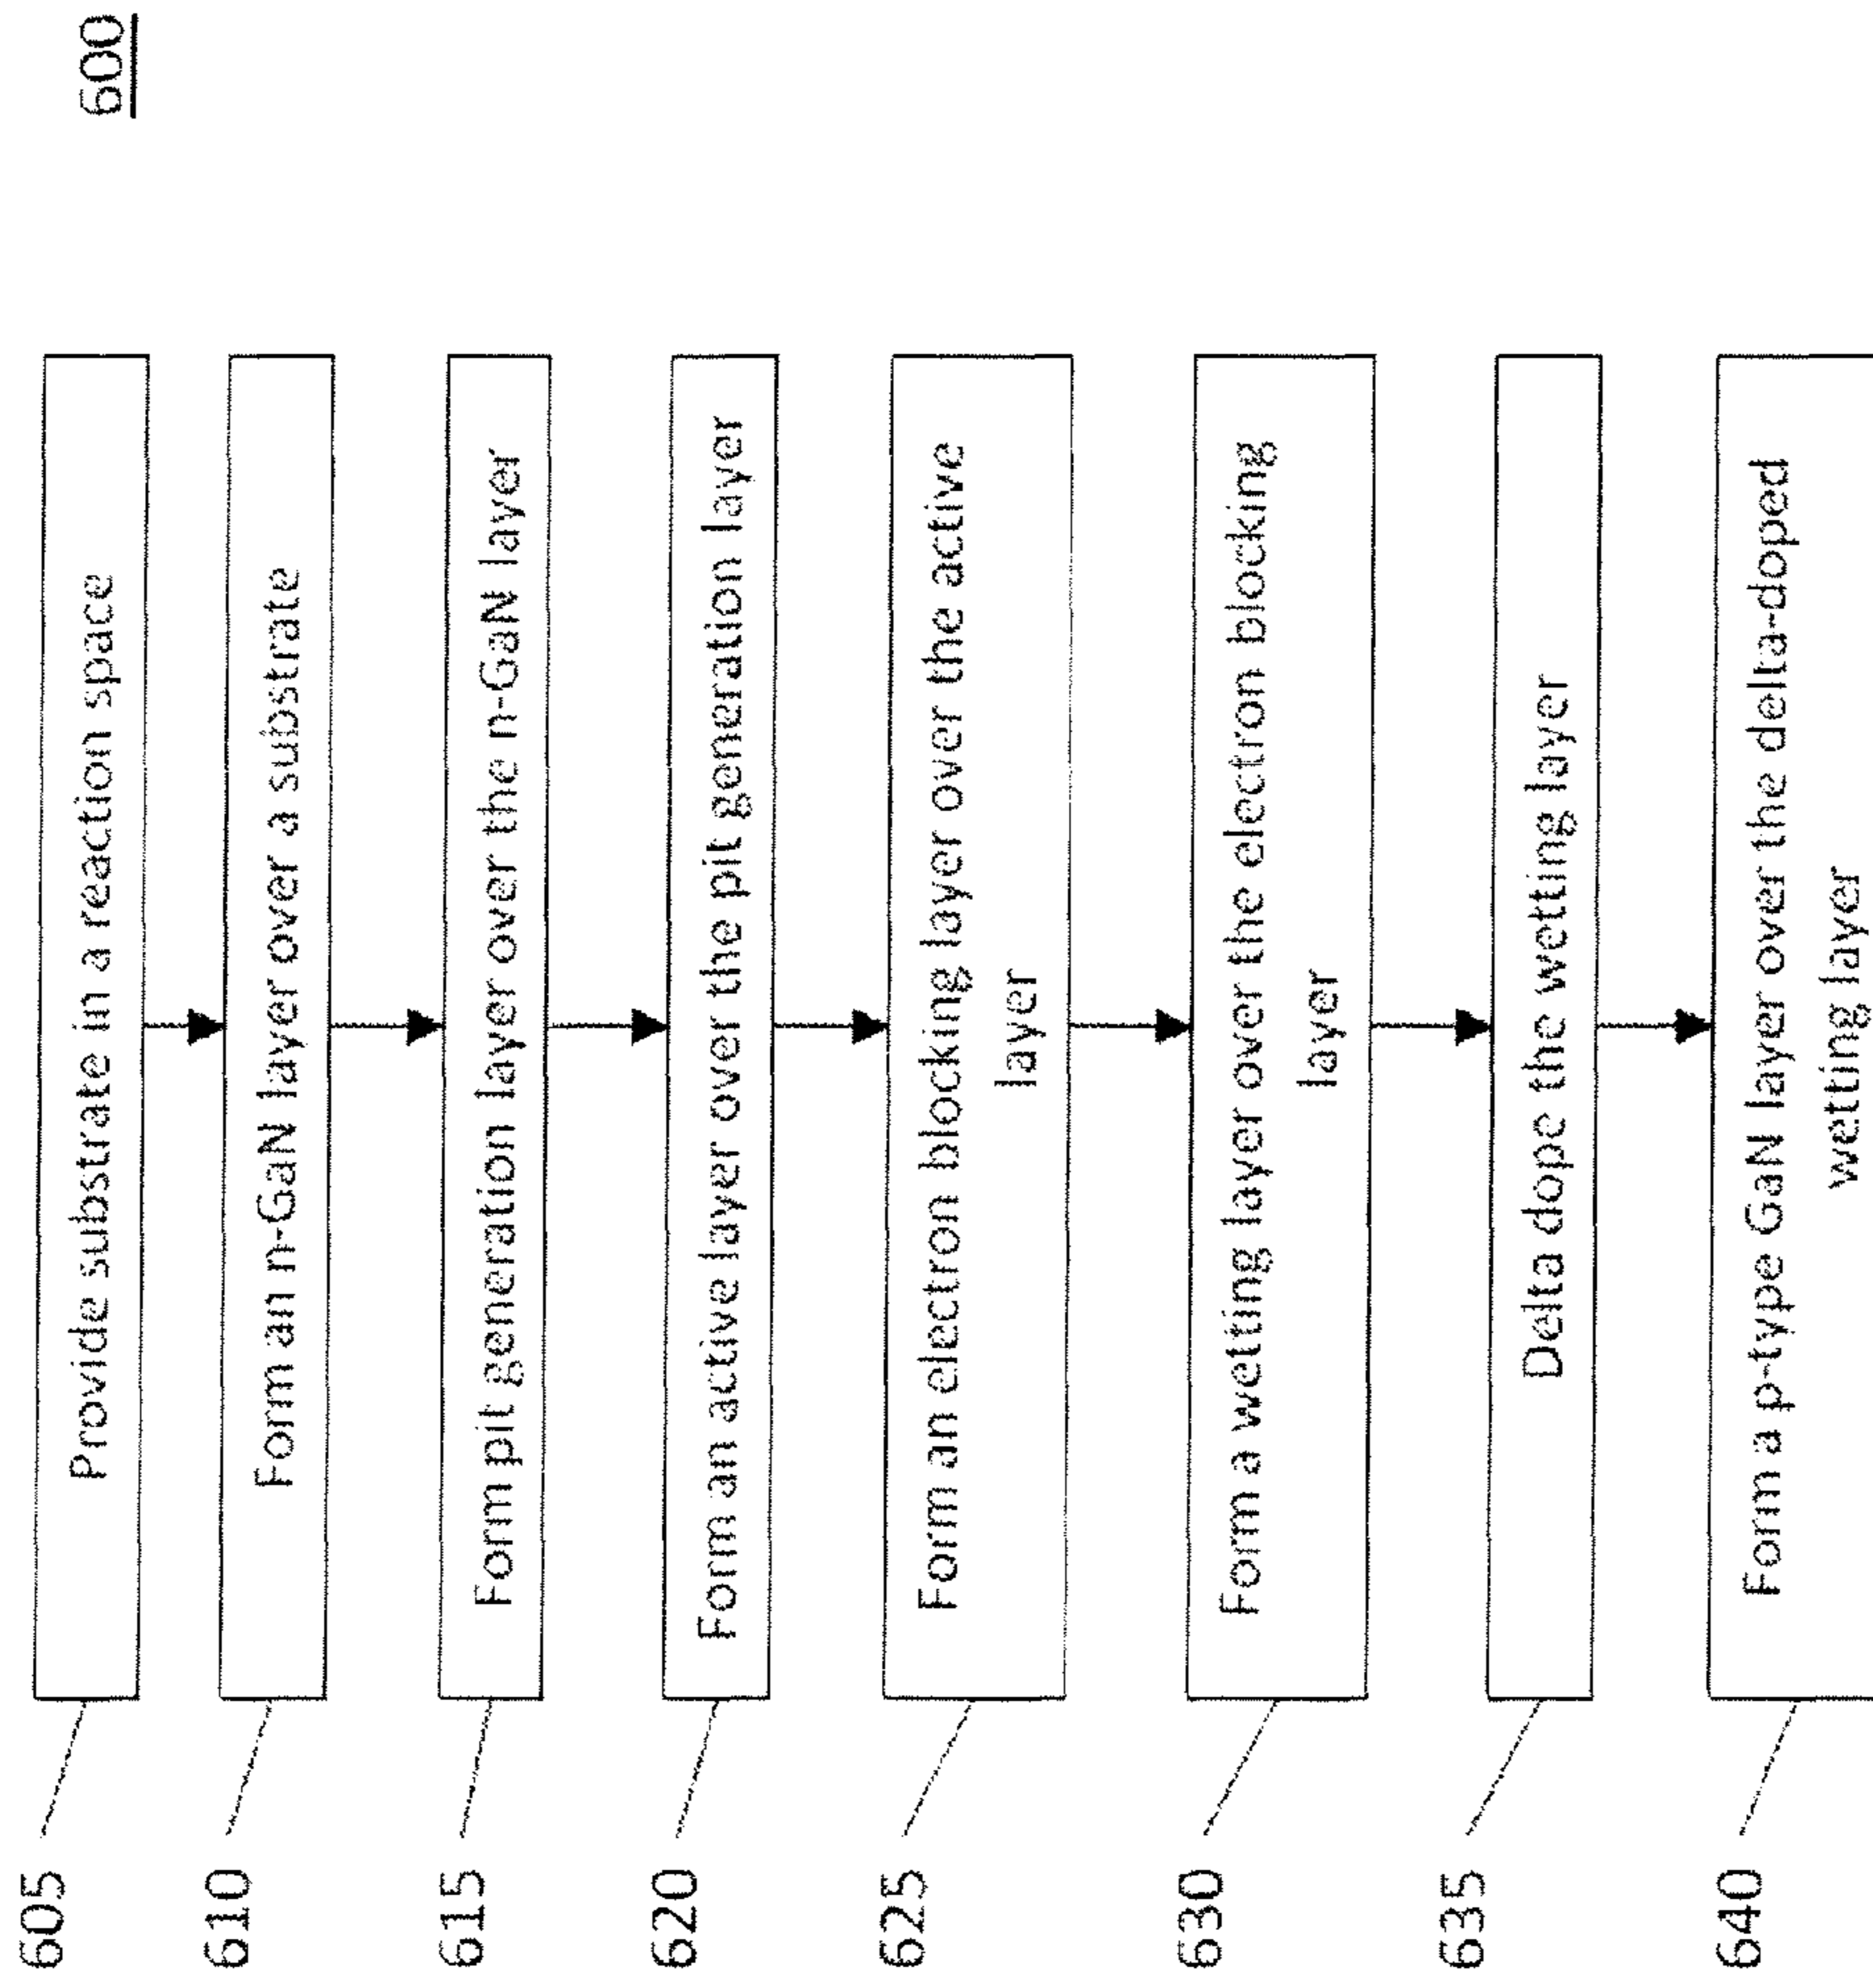 600
605
Provide substrate in a reaction space
610
Form an n-GaN layer over a substrate
615
Form pit generation layer over the n-GaN layer
620
Form an active layer over the pit generation layer
625
Form an electron blocking layer over the active
layer
630
Form a wetting layer over the electron blocking
layer
635
Delta dope the wetting layer
640
Form a p-type GaN layer over the delta-doped
wetting layer